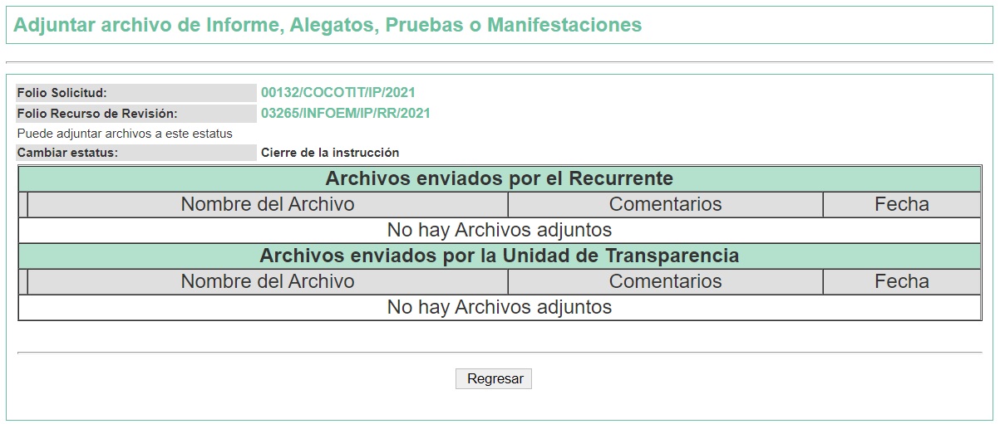 Adjuntar archivo de Informe, Alegatos, Pruebas o Manifestaciones
Folio Solicitud: 00132/COCOTIT/IP/2021
Folio Recurso de Revisión: 03265/INFOEM/IP/RR/2021
Puede adjuntar archivos a este estatus
Cambiar estatus: Cierre de la instrucción
Archivos enviados por el Recurrente
Nombre del Archivo Comentarios Fecha
No hay Archivos adjuntos
Archivos enviados por la Unidad de Transparencia
Nombre del Archivo Comentarios Fecha
No hay Archivos adjuntos
Regresar